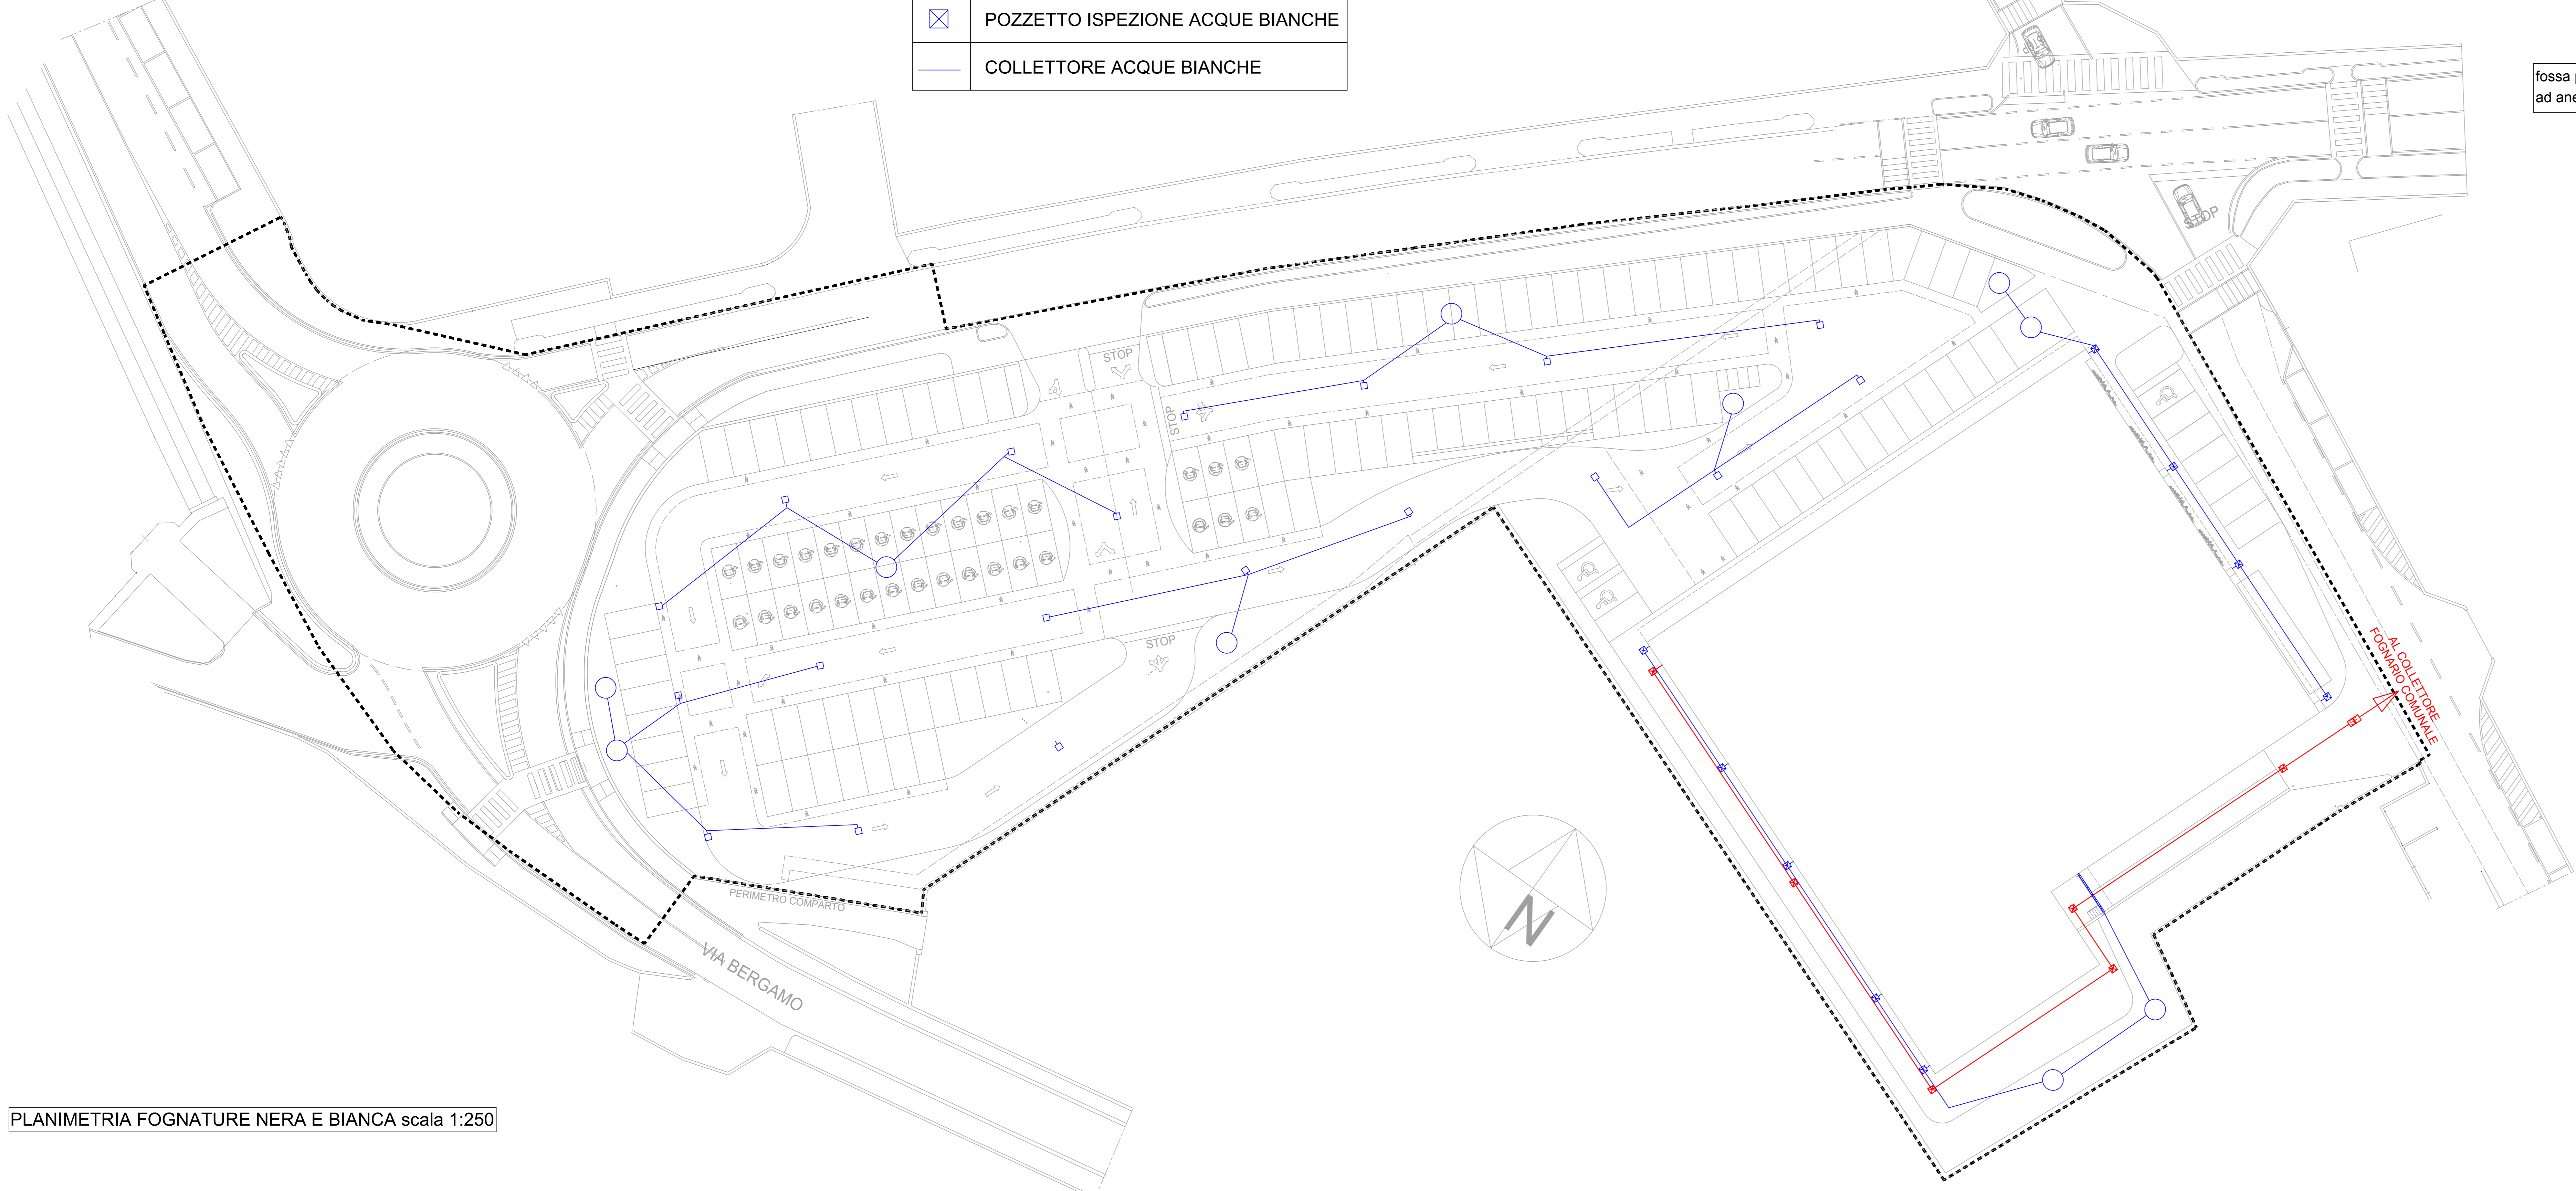 POZZETTO ISPEZIONE ACQUE BIANCHE
COLLETTORE ACQUE BIANCHE
fossa
ad
STOP
STOP
STOP
STOP
AL COLLETTORE
FOGNARIO COMUNALE
PERIMETRO COMPARTO
VIA BERGAMO
N
PLANIMETRIA FOGNATURE NERA E BIANCA scala 1:250